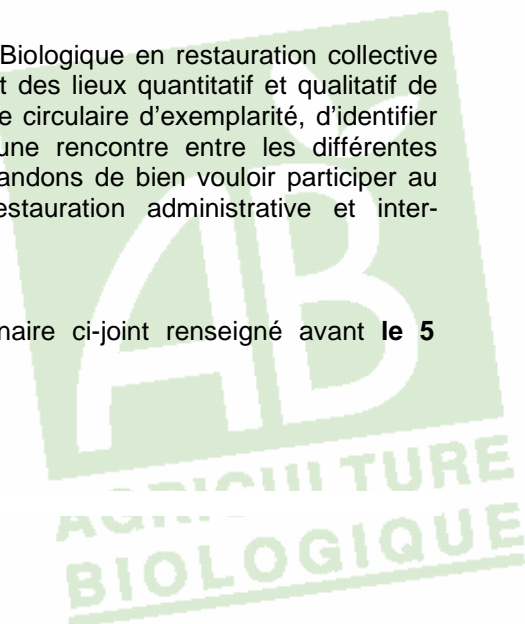 Biologique en restauration collective
t des lieux quantitatif et qualitatif de
e circulaire d’exemplarité, d’identifier
une rencontre entre les différentes
andons de bien vouloir participer au
estauration administrative et inter-
naire ci-joint renseigné avant le 5
AB
AGRICULTURE
BIOLOGIQUE